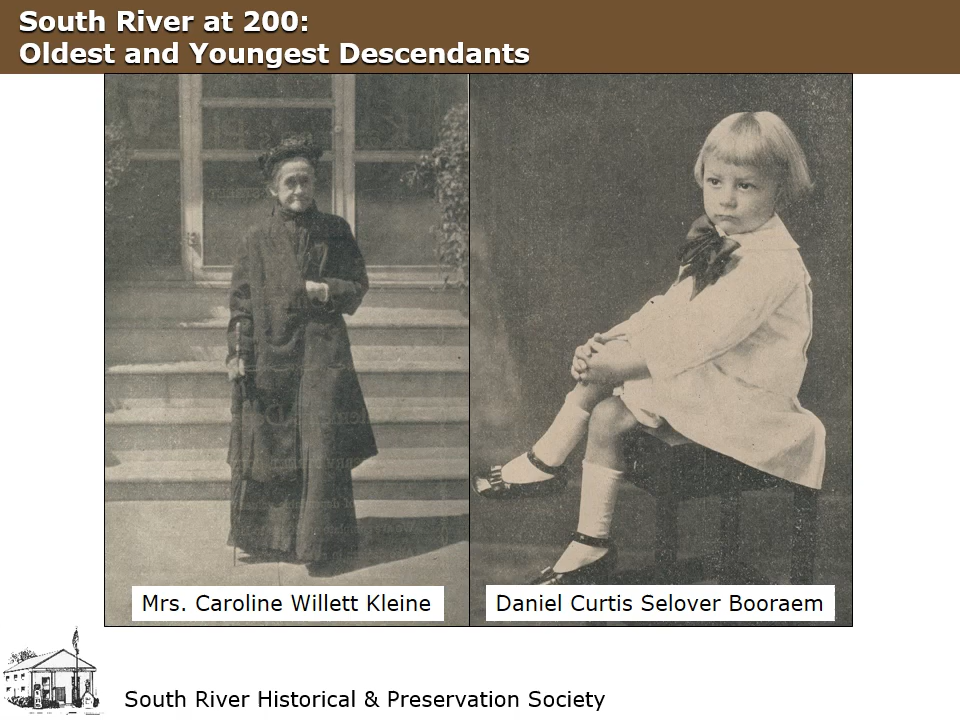 South River at 200:
Oldest and Youngest Descendants
Mrs. Caroline Willett Kleine
Daniel Curtis Selover Booraem
South River Historical & Preservation Society